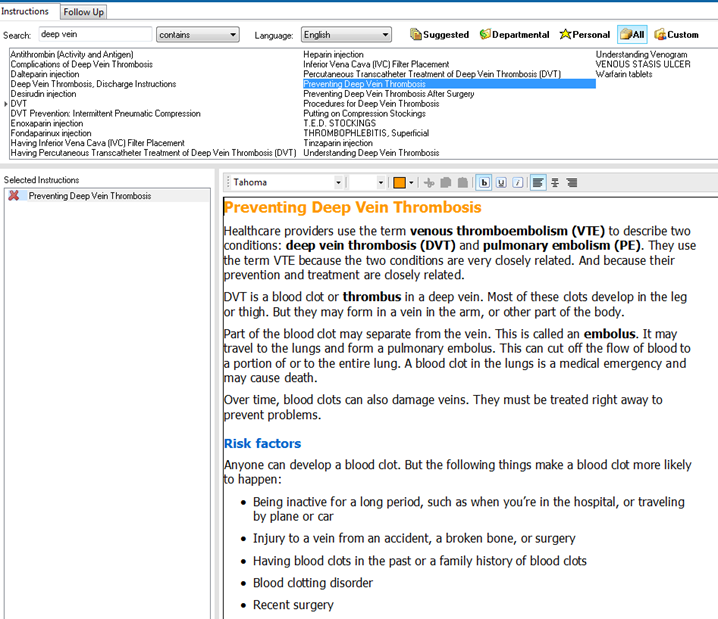 Instructions Follow Up
Search: deep vein contains Language: English Suggested Departmental Personal All Custom
Antithrombin (Activity and Antigen)
Complications of Deep Vein Thrombosis
Dalteparin injection
Deep Vein Thrombosis, Discharge Instructions
Desirudin injection
DVT
DVT Prevention: Intermittent Pneumatic Compression
Enoxaparin injection
Fondaparinux injection
Having Inferior Vena Cava (IVC) Filter Placement
Having Percutaneous Transcatheter Treatment of Deep Vein Thrombosis (DVT)
Heparin injection
Inferior Vena Cava (IVC) Filter Placement
Percutaneous Transcatheter Treatment of Deep Vein Thrombosis (DVT)
Preventing Deep Vein Thrombosis
Preventing Deep Vein Thrombosis After Surgery
Procedures for Deep Vein Thrombosis
Putting on Compression Stockings
T.E.D. STOCKINGS
THROMBOPHLEBITIS, Superficial
Tinzaparin injection
Understanding Deep Vein Thrombosis
Understanding Venogram
VENOUS STASIS ULCER
Warfarin tablets
Selected Instructions
Preventing Deep Vein Thrombosis
Tahoma b U i
Preventing Deep Vein Thrombosis
Healthcare providers use the term venous thromboembolism (VTE) to describe two
conditions: deep vein thrombosis (DVT) and pulmonary embolism (PE). They use
the term VTE because the two conditions are very closely related. And because their
prevention and treatment are closely related.
DVT is a blood clot or thrombus in a deep vein. Most of these clots develop in the leg
or thigh. But they may form in a vein in the arm, or other part of the body.
Part of the blood clot may separate from the vein. This is called an embolus. It may
travel to the lungs and form a pulmonary embolus. This can cut off the flow of blood to
a portion of or to the entire lung. A blood clot in the lungs is a medical emergency and
may cause death.
Over time, blood clots can also damage veins. They must be treated right away to
prevent problems.
Risk factors
Anyone can develop a blood clot. But the following things make a blood clot more likely
to happen:
• Being inactive for a long period, such as when you're in the hospital, or traveling
by plane or car
• Injury to a vein from an accident, a broken bone, or surgery
• Having blood clots in the past or a family history of blood clots
• Blood clotting disorder
• Recent surgery